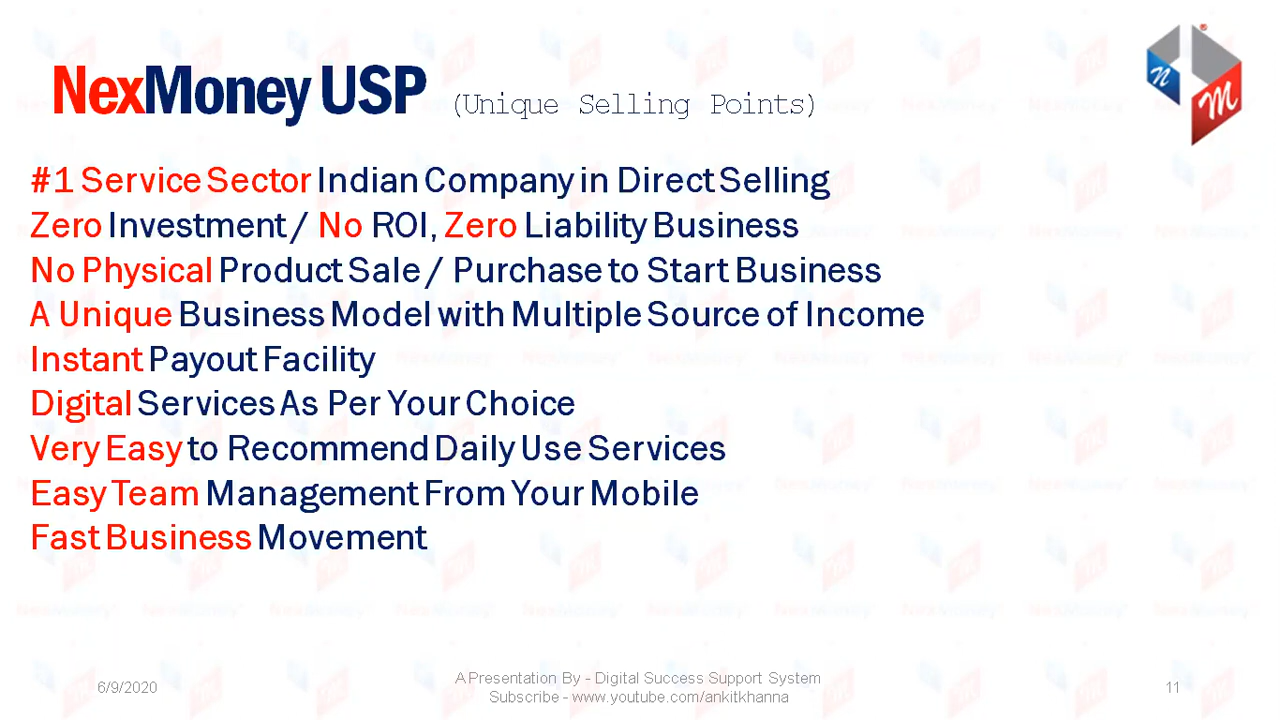 NexMoney USP (Unique Selling Points)
n
m
#1 Service Sector Indian Company in Direct Selling
Zero Investment / No ROI, Zero Liability Business
No Physical Product Sale / Purchase to Start Business
A Unique Business Model with Multiple Source of Income
Instant Payout Facility
Digital Services As Per Your Choice
Very Easy to Recommend Daily Use Services
Easy Team Management From Your Mobile
Fast Business Movement
6/9/2020
A Presentation By - Digital Success Support System
Subscribe - www.youtube.com/ankitkhanna
11